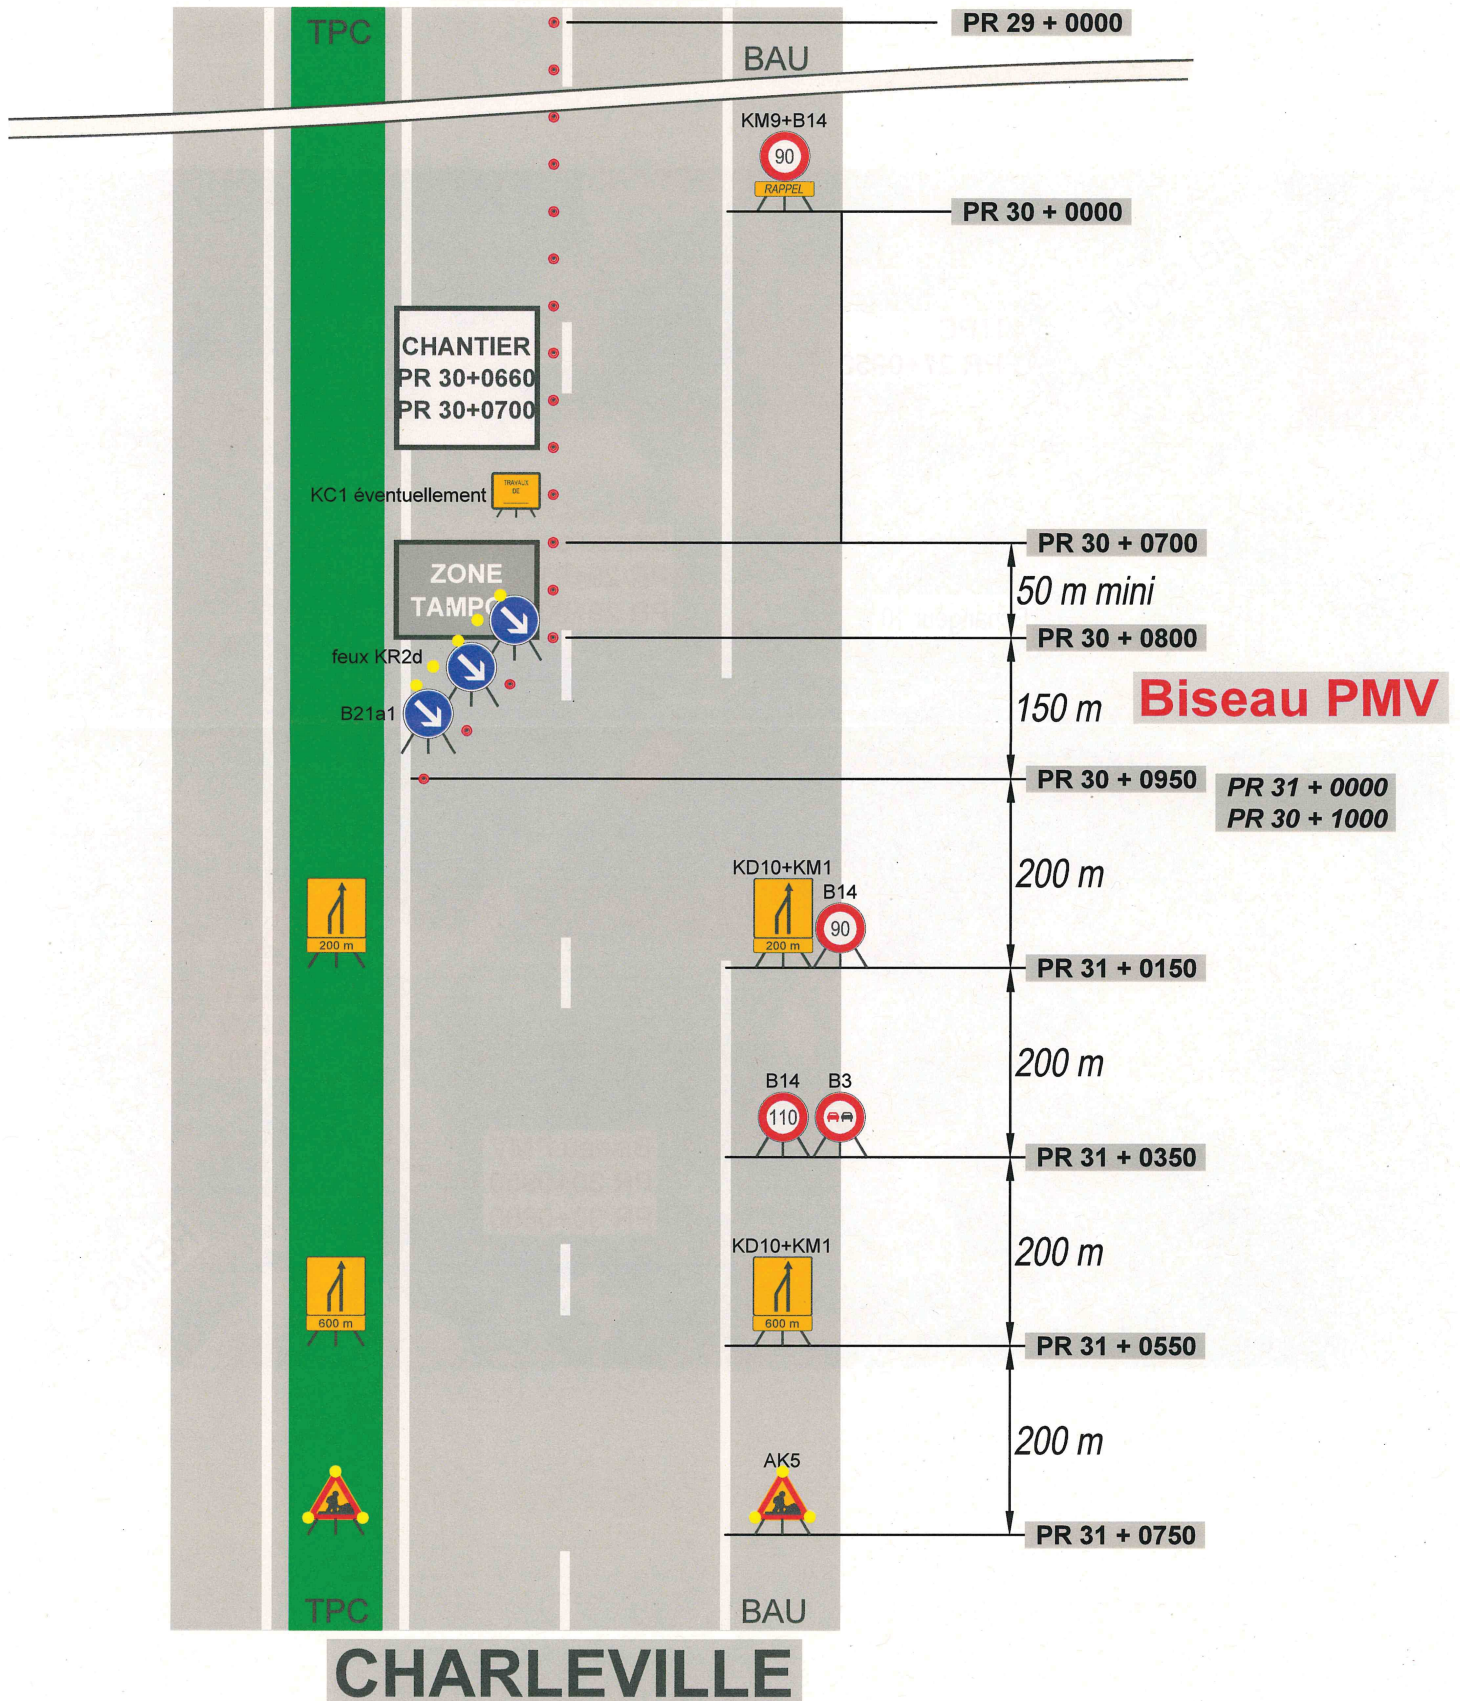 TPC
PR 29 + 0000
BAU
KM9+B14
90
RAPPEL
PR 30 + 0000
CHANTIER
PR 30+0660
PR 30+0700
KC1 éventuellement
TRAVAUX
DE
PR 30 + 0700
ZONE
TAMPO
50 m mini
PR 30 + 0800
feux KR2d
B21a1
150 m
Biseau PMV
PR 30 + 0950
PR 31 + 0000
PR 30 + 1000
KD10+KM1
B14
200 m
90
200 m
200 m
PR 31 + 0150
200 m
B14
B3
110
PR 31 + 0350
KD10+KM1
200 m
600 m
600 m
PR 31 + 0550
200 m
AK5
PR 31 + 0750
TPC
BAU
CHARLEVILLE